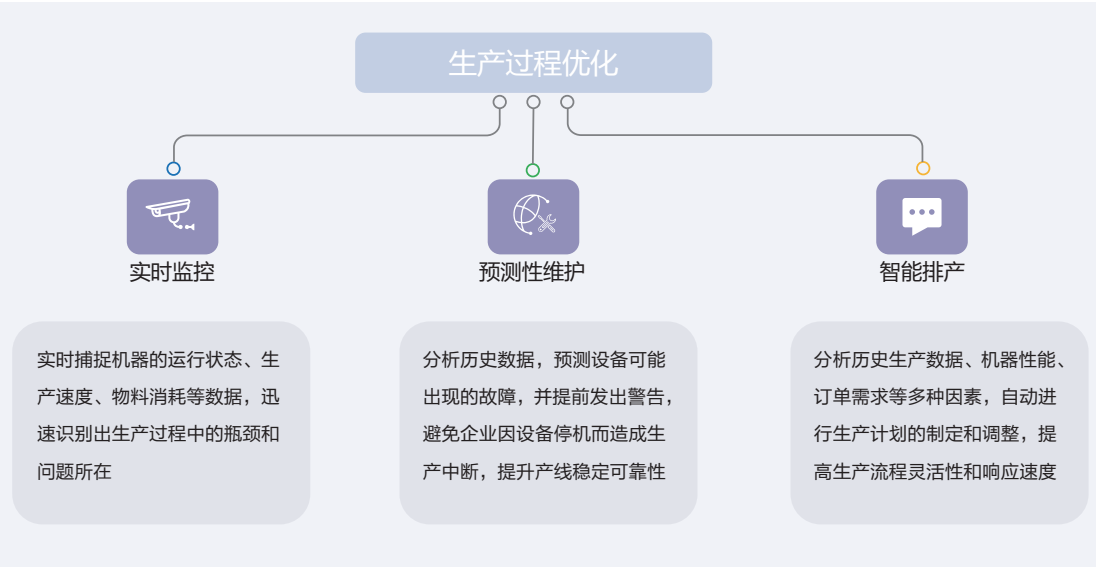 生产过程优化
实时监控
预测性维护
智能排产
实时捕捉机器的运行状态、生
产速度、物料消耗等数据，迅
速识别出生产过程中的瓶颈和
问题所在
分析历史数据，预测设备可能
出现的故障，并提前发出警告，
避免企业因设备停机而造成生
产中断，提升产线稳定可靠性
分析历史生产数据、机器性能、
订单需求等多种因素，自动进
行生产计划的制定和调整，提
高生产流程灵活性和响应速度